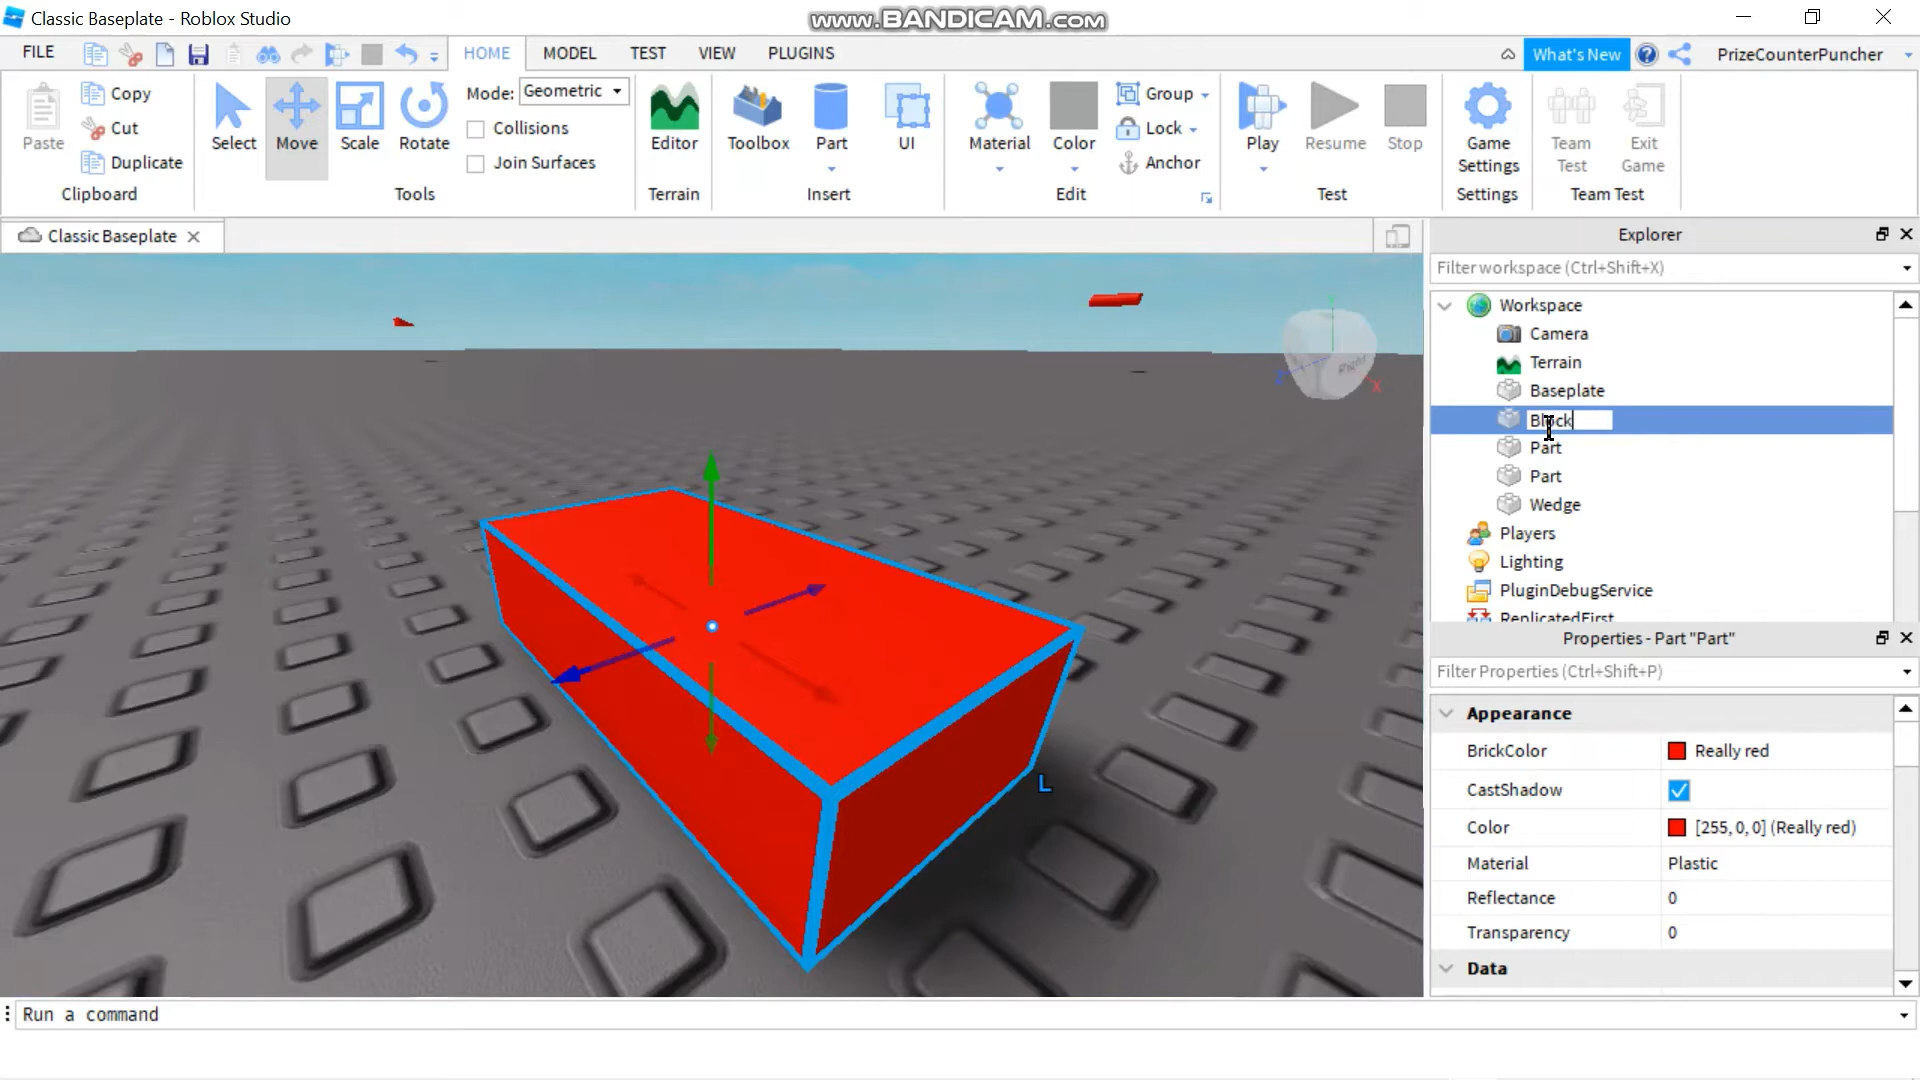 Classic Baseplate - Roblox Studio
www.BANDICAM.com
FILE
HOME
MODEL
TEST
VIEW
PLUGINS
What's New
PrizeCounterPuncher
Paste
Copy
Cut
Duplicate
Clipboard
Select
Move
Scale
Rotate
Mode: Geometric
Collisions
Join Surfaces
Tools
Editor
Terrain
Toolbox
Part
UI
Insert
Material
Color
Group
Lock
Anchor
Edit
Play
Resume
Stop
Test
Game
Settings
Settings
Team
Test
Exit
Game
Team Test
Classic Baseplate
Explorer
Filter workspace (Ctrl+Shift+X)
Workspace
Camera
Terrain
Baseplate
Block
Part
Part
Wedge
Players
Lighting
PluginDebugService
ReplicatedFirst
Properties - Part "Part"
Filter Properties (Ctrl+Shift+P)
Appearance
BrickColor Really red
CastShadow
Color [255, 0, 0] (Really red)
Material Plastic
Reflectance 0
Transparency 0
Data
Z
X
L
Run a command